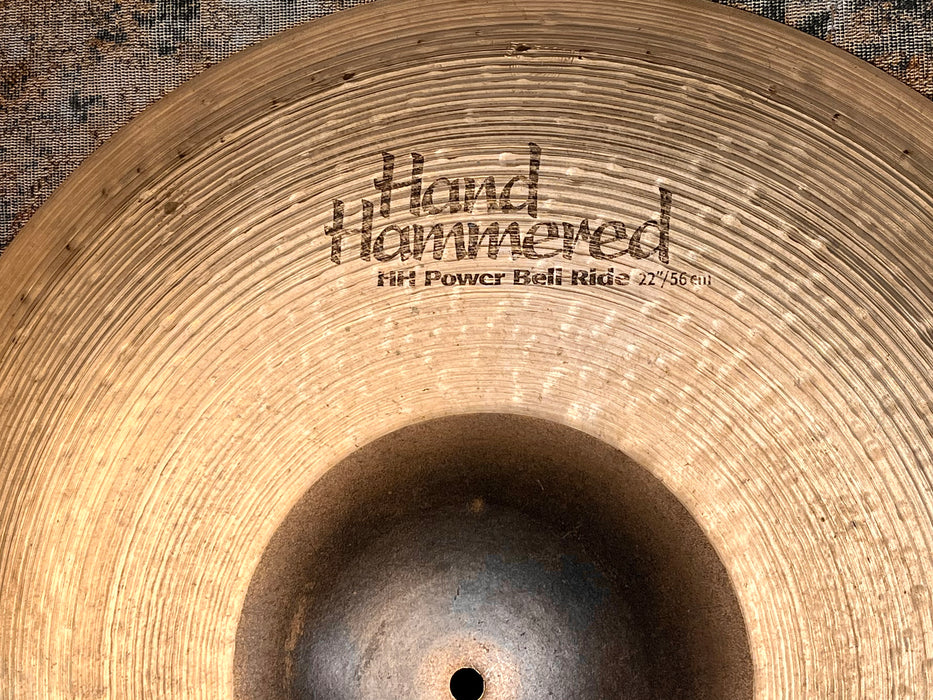 Hand
Hammered
HH Power Bell Ride 22"/56 cm